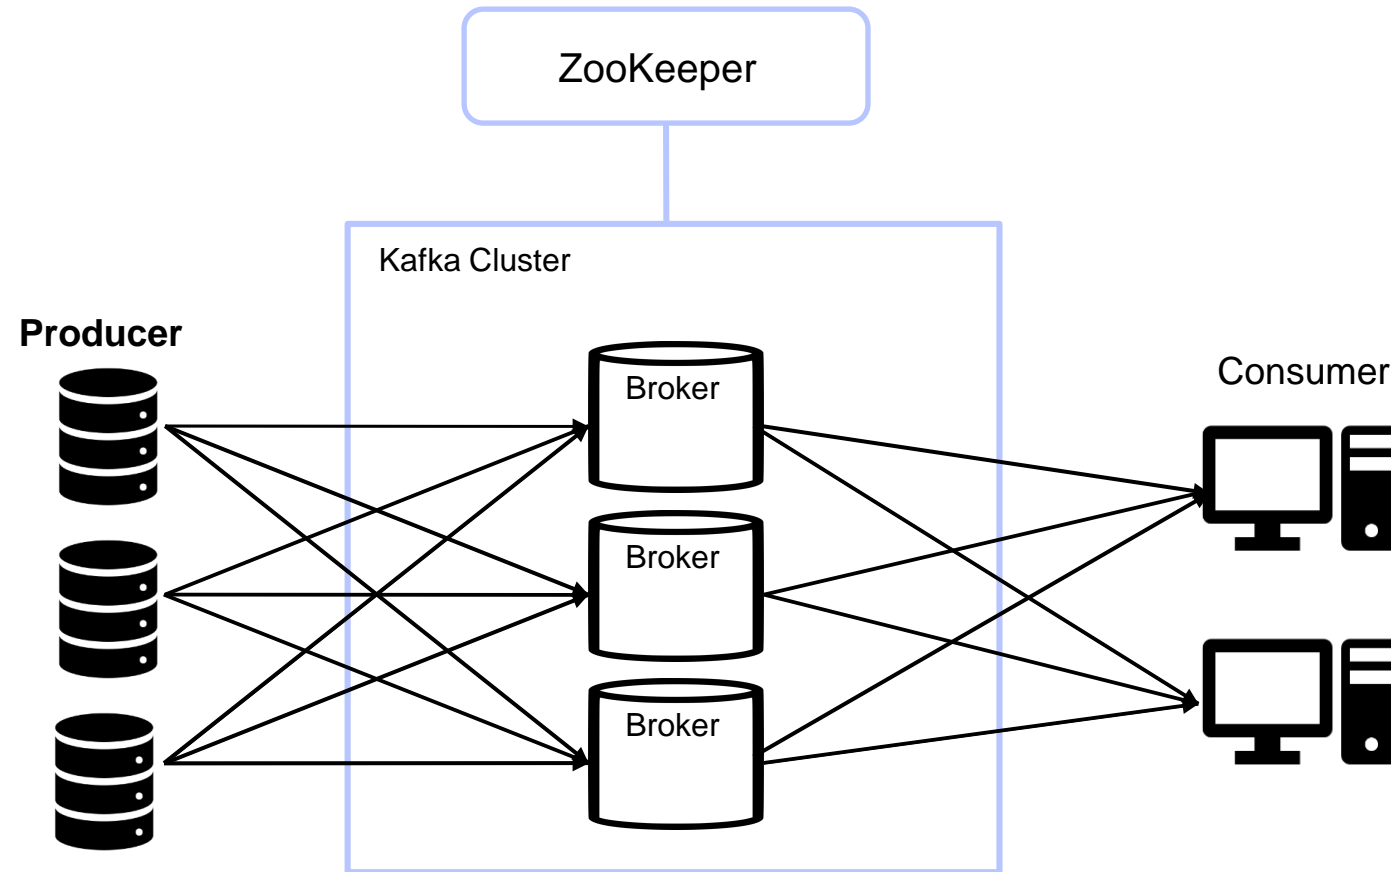 ZooKeeper
Kafka Cluster
Producer
Broker
Consumer
Broker
Broker